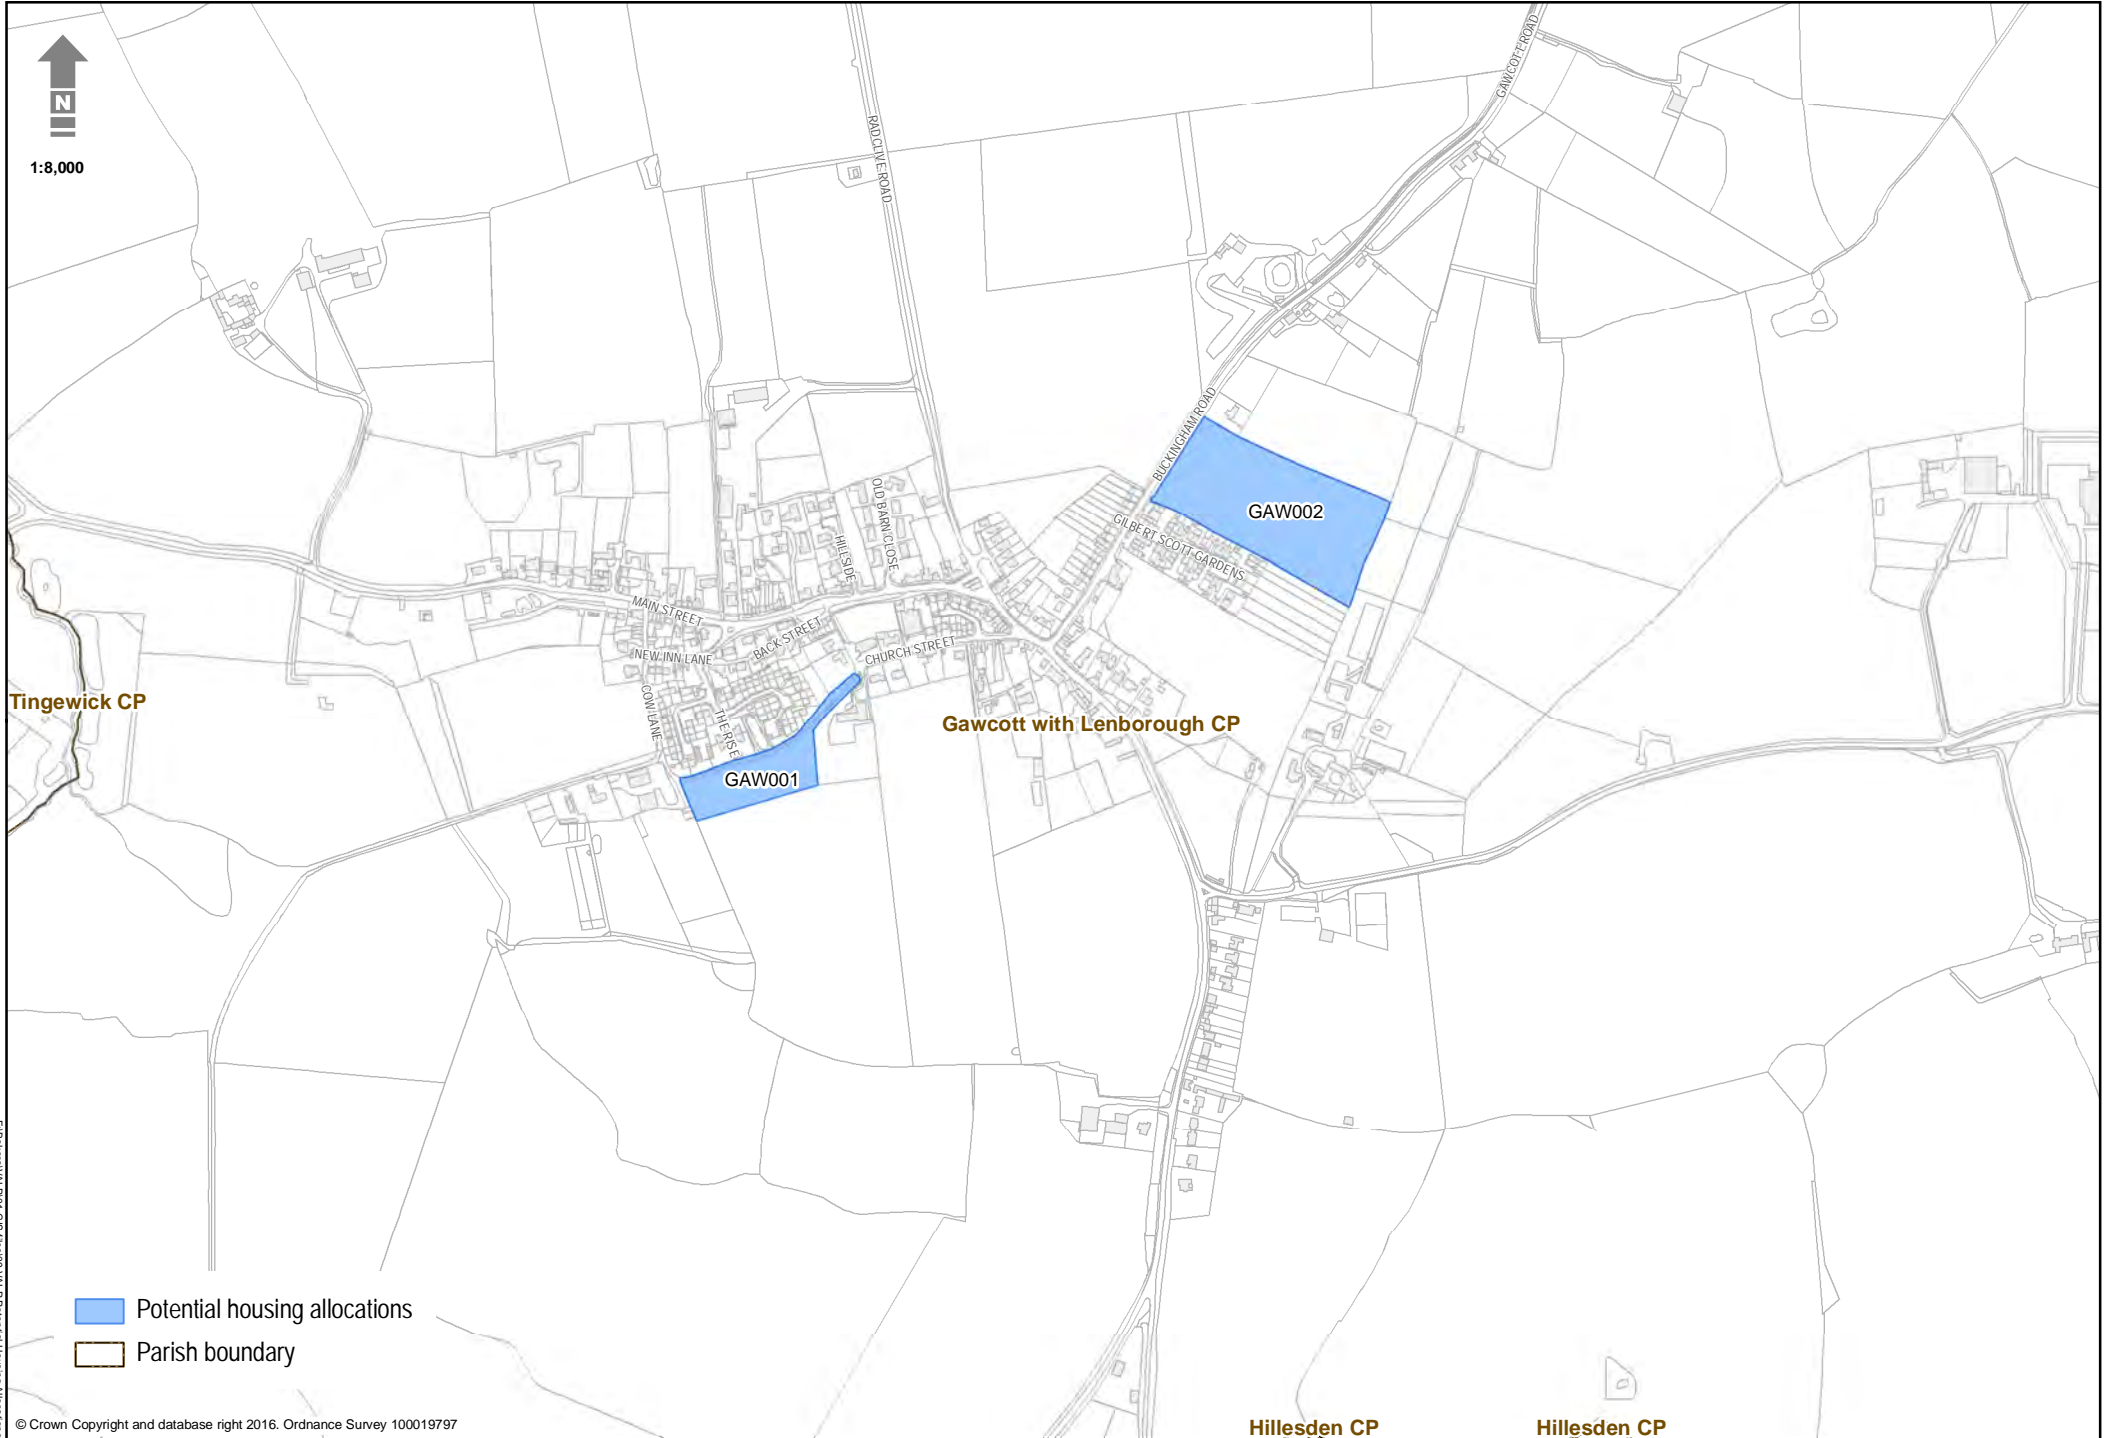 N
1:8,000
GAWCOTT ROAD
RADCLIVE ROAD
BUCKINGHAM ROAD
GAW002
GILBERT SCOTT GARDENS
OLD BARN CLOSE
HILLSIDE
MAIN STREET
BACK STREET
CHURCH STREET
NEW INN LANE
COW LANE
THE RISE
Tingewick CP
Gawcott with Lenborough CP
GAW001
Potential housing allocations
Parish boundary
© Crown Copyright and database right 2016. Ordnance Survey 100019797
Hillesden CP
Hillesden CP